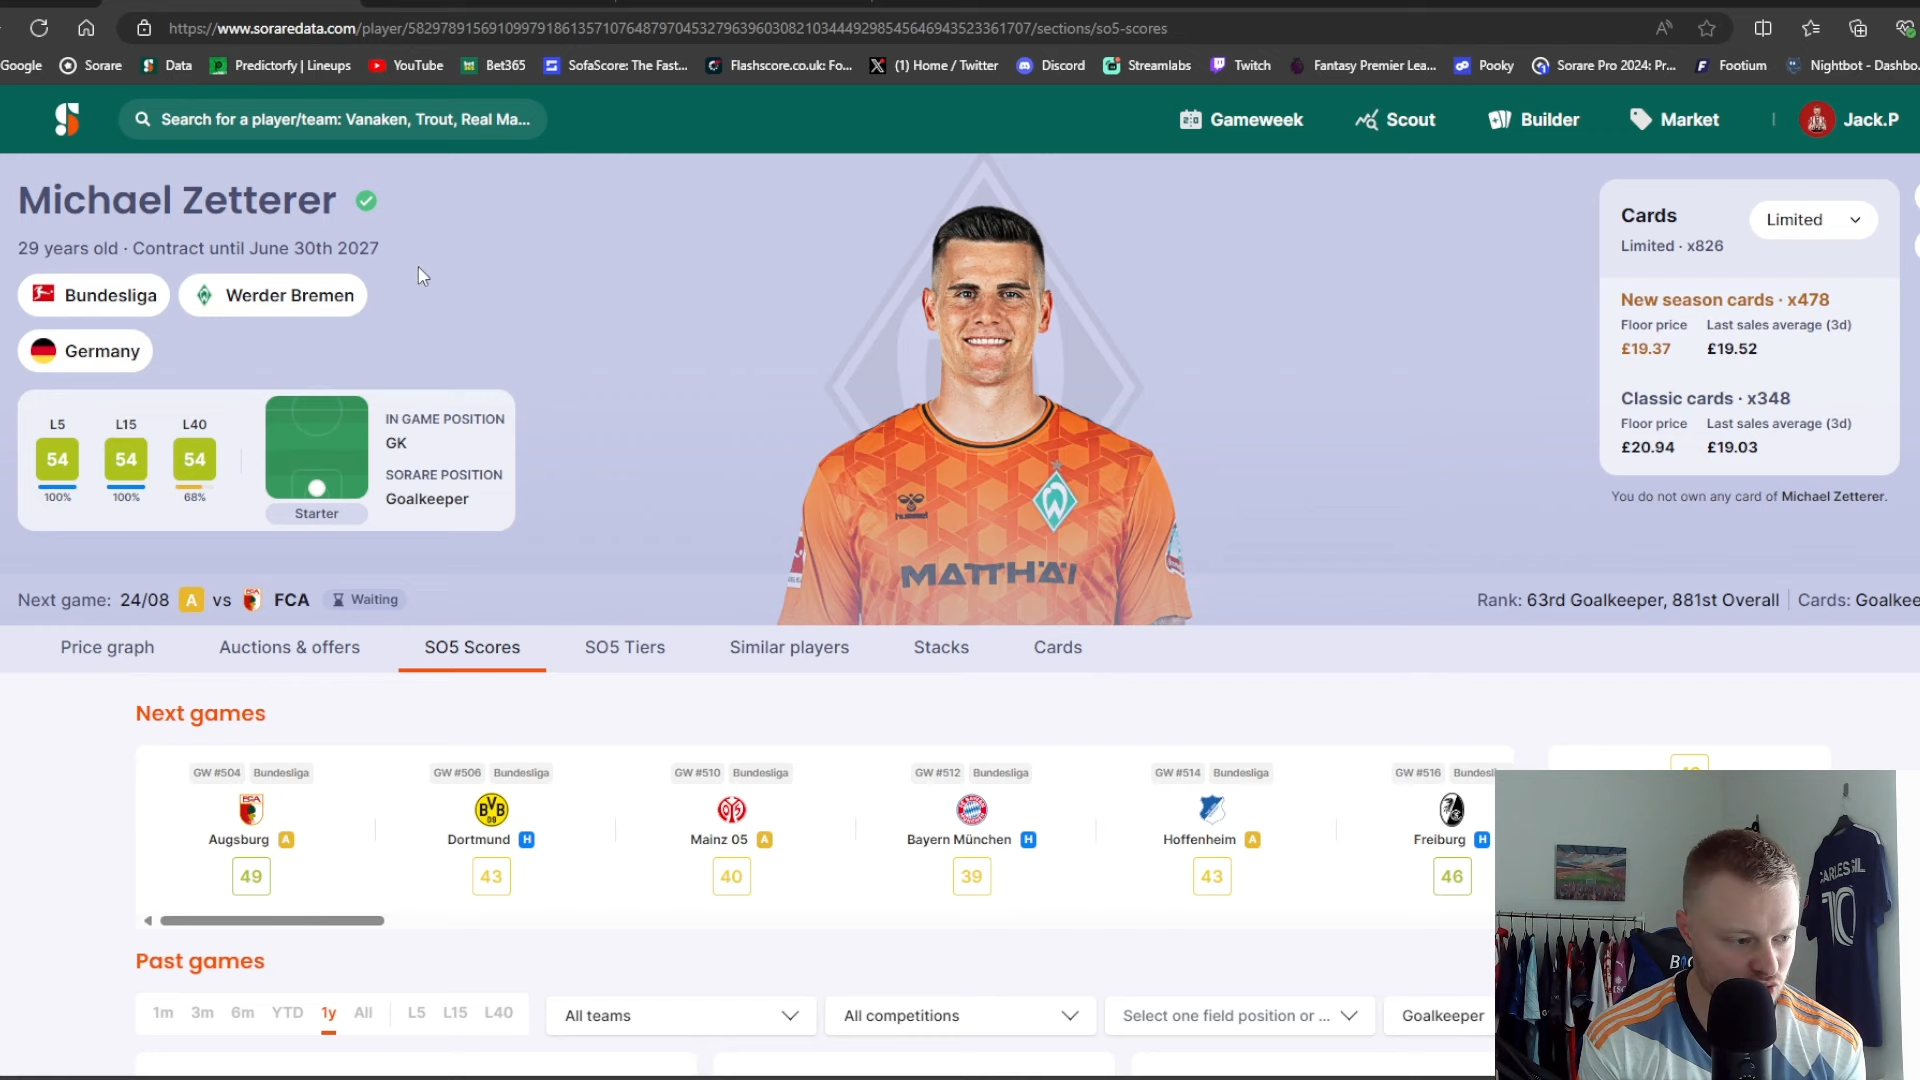 https://www.soraredata.com/player/58297891569109979186135710764879704532796396030821034449298545646943523361707/sections/so5-scores
Google Sorare Data Predictorfy | Lineups YouTube Bet365 SofaScore: The Fast... Flashscore.co.uk: Fo... (1) Home / Twitter Discord Streamlabs Twitch Fantasy Premier Lea... Pooky Sorare Pro 2024: Pr... Footium Nightbot - Dashbo...
Search for a player/team: Vanaken, Trout, Real Ma...
Gameweek Scout Builder Market Jack.P
Michael Zetterer
29 years old · Contract until June 30th 2027
Bundesliga Werder Bremen
Germany
L5 L15 L40
54 54 54
100% 100% 68%
Starter
IN GAME POSITION
GK
SORARE POSITION
Goalkeeper
hummel
MATTHÄI
Cards
Limited · x826
Limited
New season cards · x478
Floor price Last sales average (3d)
£19.37 £19.52
Classic cards · x348
Floor price Last sales average (3d)
£20.94 £19.03
You do not own any card of Michael Zetterer.
Next game: 24/08 A vs FCA Waiting
Rank: 63rd Goalkeeper, 881st Overall Cards: Goalkee
Price graph Auctions & offers SO5 Scores SO5 Tiers Similar players Stacks Cards
Next games
GW #504 Bundesliga GW #506 Bundesliga GW #510 Bundesliga GW #512 Bundesliga GW #514 Bundesliga GW #516 Bundesli
Augsburg A Dortmund H Mainz 05 A Bayern München H Hoffenheim A Freiburg H
49 43 40 39 43 46
Past games
1m 3m 6m YTD 1y All L5 L15 L40
All teams All competitions Select one field position or ... Goalkeeper
CARLES GIL
10